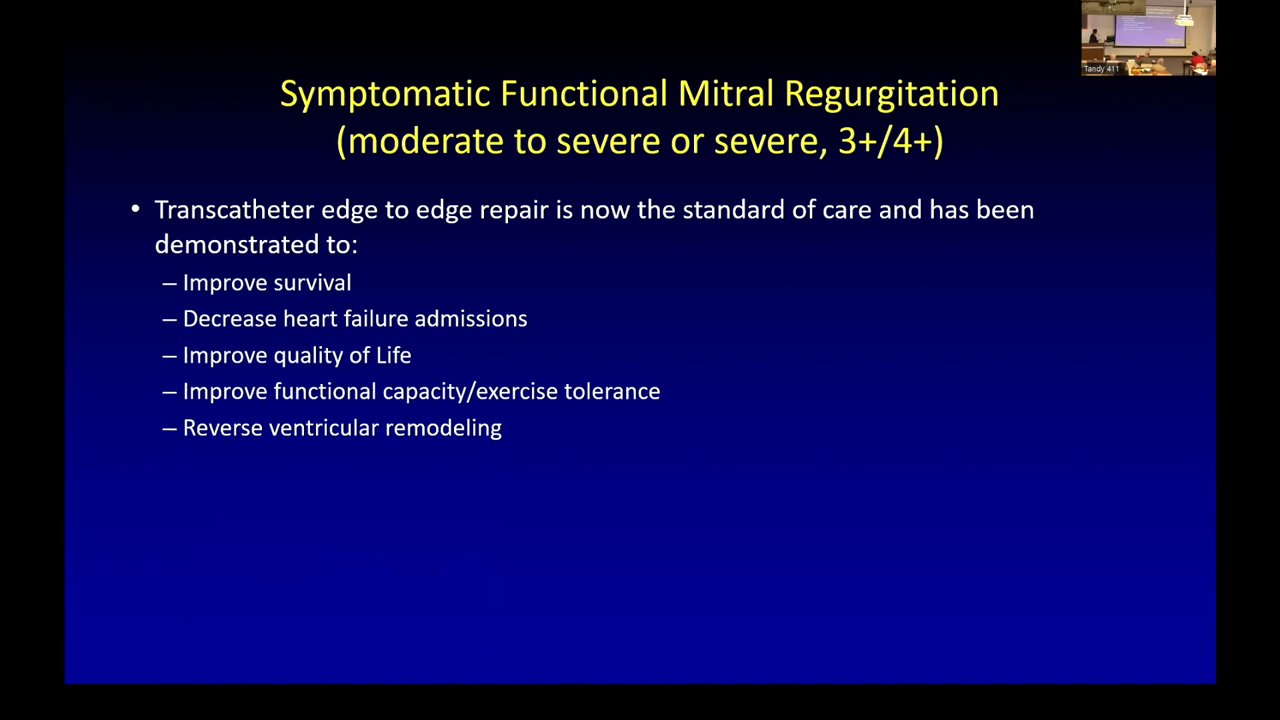 Tandy 411
Symptomatic Functional Mitral Regurgitation
(moderate to severe or severe, 3+/4+)
• Transcatheter edge to edge repair is now the standard of care and has been
demonstrated to:
– Improve survival
– Decrease heart failure admissions
– Improve quality of Life
– Improve functional capacity/exercise tolerance
– Reverse ventricular remodeling